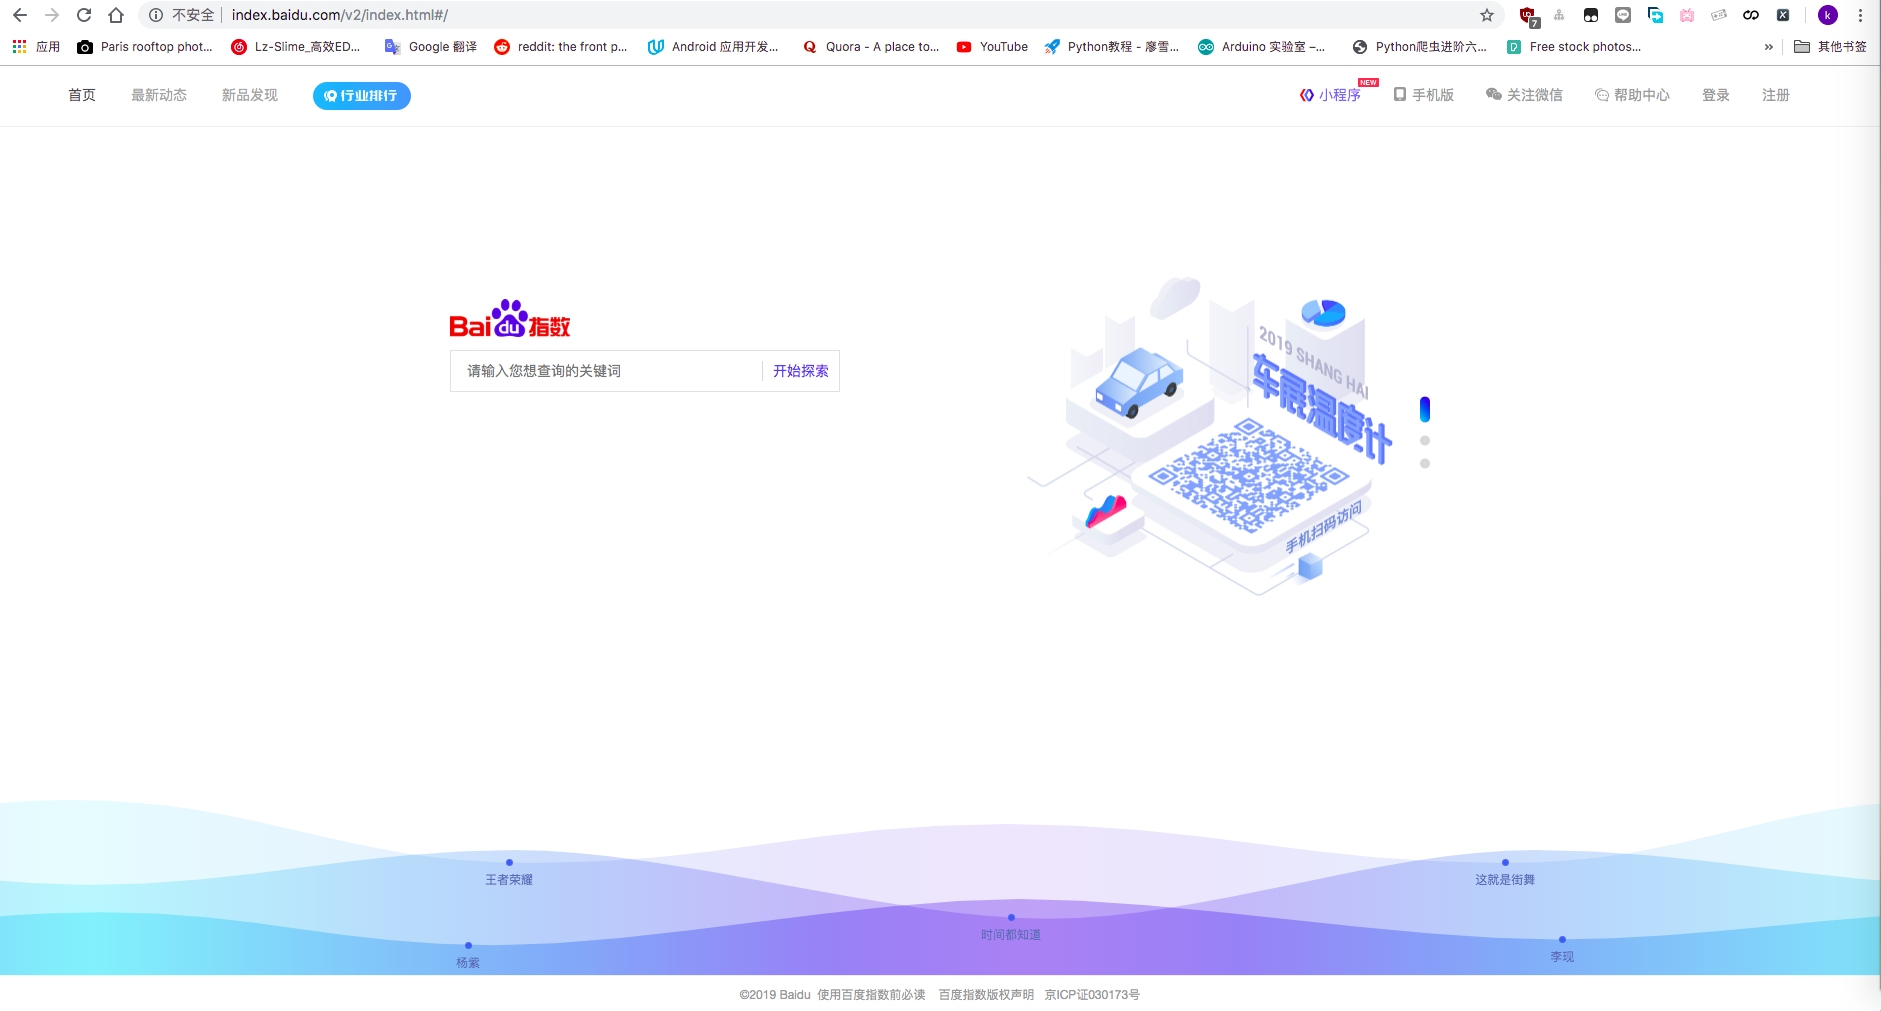 不安全 index.baidu.com/v2/index.html#/
7
k
应用 Paris rooftop phot... Lz-Slime_高效ED... Google 翻译 reddit: the front p... Android 应用开发... Quora - A place to... YouTube Python教程 - 廖雪... Arduino 实验室 –... Python爬虫进阶六... Free stock photos... » 其他书签
首页 最新动态 新品发现 行业排行 小程序 NEW 手机版 关注微信 帮助中心 登录 注册
Bai du 指数
请输入您想查询的关键词 开始探索
2019 SHANG HAI
车展温度计
手机扫码访问
王者荣耀
这就是街舞
时间都知道
杨紫
李现
©2019 Baidu 使用百度指数前必读 百度指数版权声明 京ICP证030173号